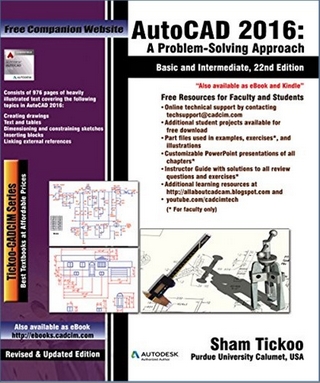 Free Companion Website
AutoCAD 2016:
A Problem-Solving Approach
Basic and Intermediate, 22nd Edition
"Also available as eBook and Kindle"
Consists of 976 pages of heavily
illustrated text covering the following
topics in AutoCAD 2016:
Creating drawings
Text and tables
Dimensioning and constraining sketches
Inserting blocks
Linking external references
Free Resources for Faculty and Students
• Online technical support by contacting
techsupport@cadcim.com
• Additional student projects available for
free download
• Part files used in examples, exercises*, and
illustrations
• Customizable PowerPoint presentations of all
chapters*
• Instructor Guide with solutions to all review
questions and exercises*
• Additional learning resources at
http://allaboutcadcam.blogspot.com and
• youtube.com/cadcimtech
(* For faculty only)
Tickoo-CADCIM Series
Best Textbooks at Affordable Prices
Also available as eBook
http://ebooks.cadcim.com
Revised & Updated Edition
AUTODESK
Authorized Author
Sham Tickoo
Purdue University Calumet, USA